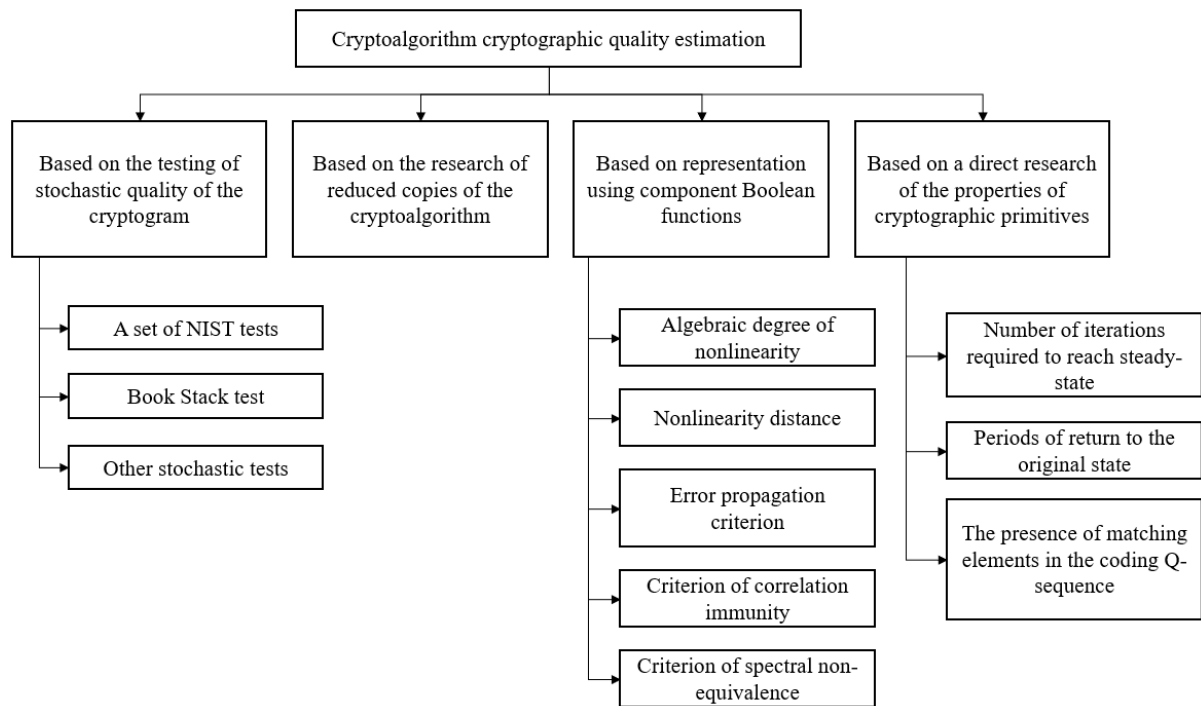 Cryptoalgorithm cryptographic quality estimation
Based on the testing of
stochastic quality of the
cryptogram
Based on the research of
reduced copies of the
cryptoalgorithm
Based on representation
using component Boolean
functions
Based on a direct research
of the properties of
cryptographic primitives
A set of NIST tests
Book Stack test
Other stochastic tests
Algebraic degree of
nonlinearity
Nonlinearity distance
Error propagation
criterion
Criterion of correlation
immunity
Criterion of spectral non-
equivalence
Number of iterations
required to reach steady-
state
Periods of return to the
original state
The presence of matching
elements in the coding Q-
sequence